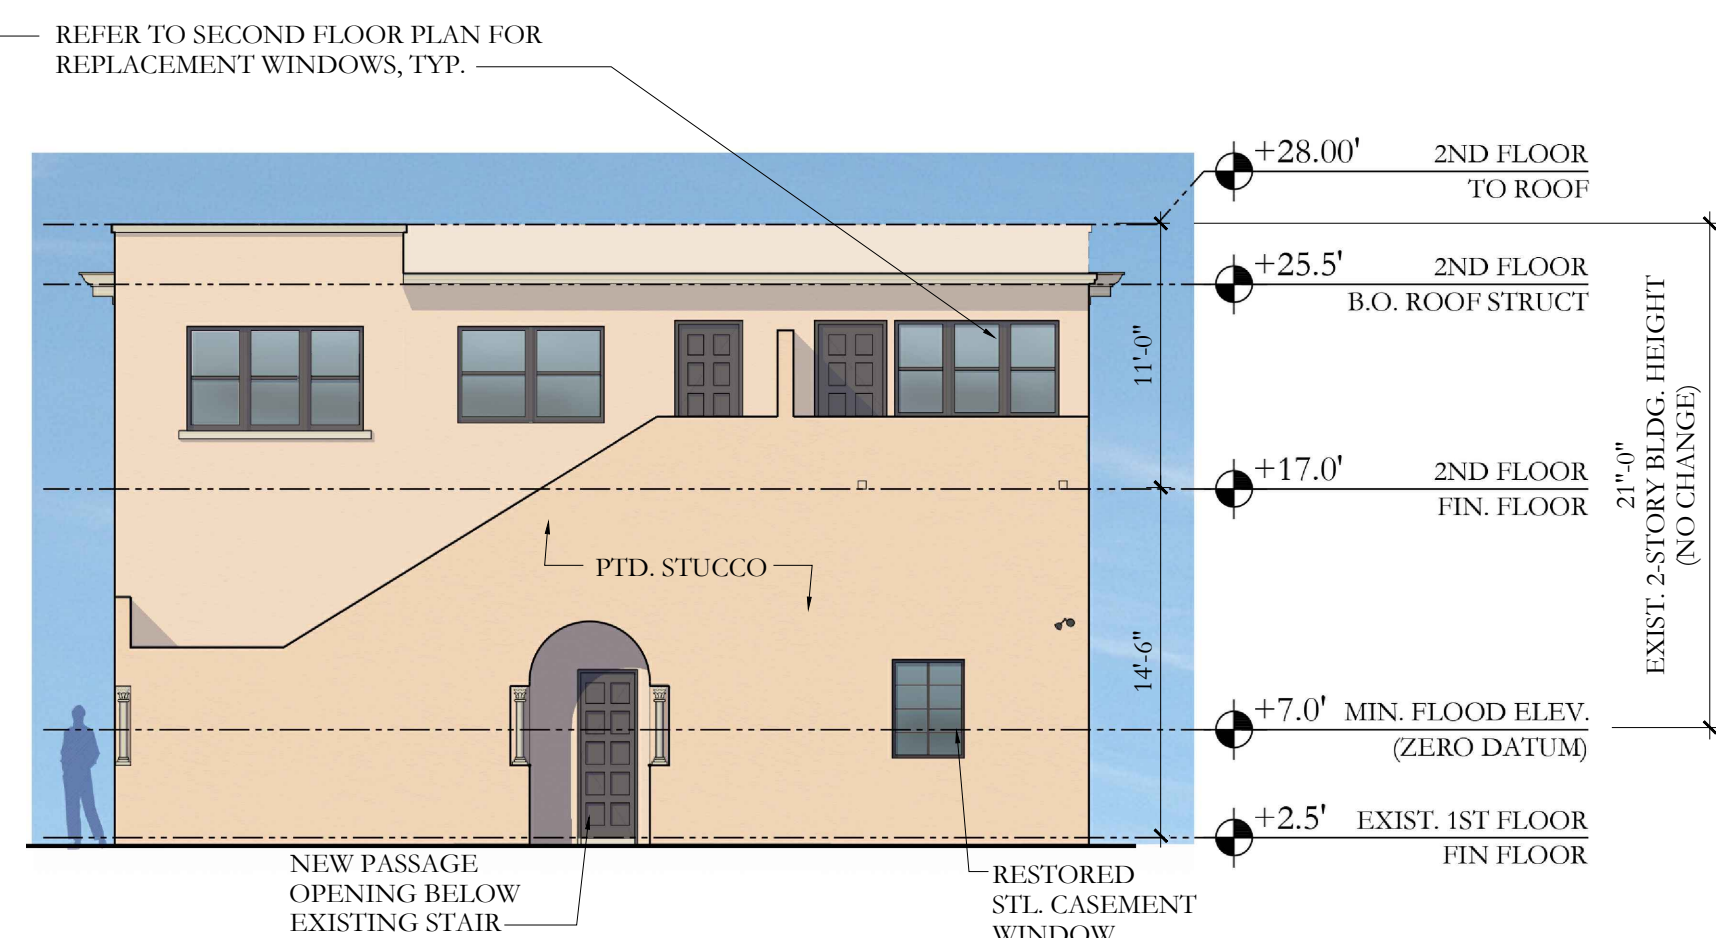 REFER TO SECOND FLOOR PLAN FOR
REPLACEMENT WINDOWS, TYP.
+28.00' 2ND FLOOR
TO ROOF
+25.5' 2ND FLOOR
B.O. ROOF STRUCT
11'-0"
+17.0' 2ND FLOOR
FIN. FLOOR
21"-0"
EXIST. 2-STORY BLDG. HEIGHT
(NO CHANGE)
PTD. STUCCO
14'-6"
+7.0' MIN. FLOOD ELEV.
(ZERO DATUM)
+2.5' EXIST. 1ST FLOOR
FIN FLOOR
NEW PASSAGE
OPENING BELOW
EXISTING STAIR
RESTORED
STL. CASEMENT
WINDOW